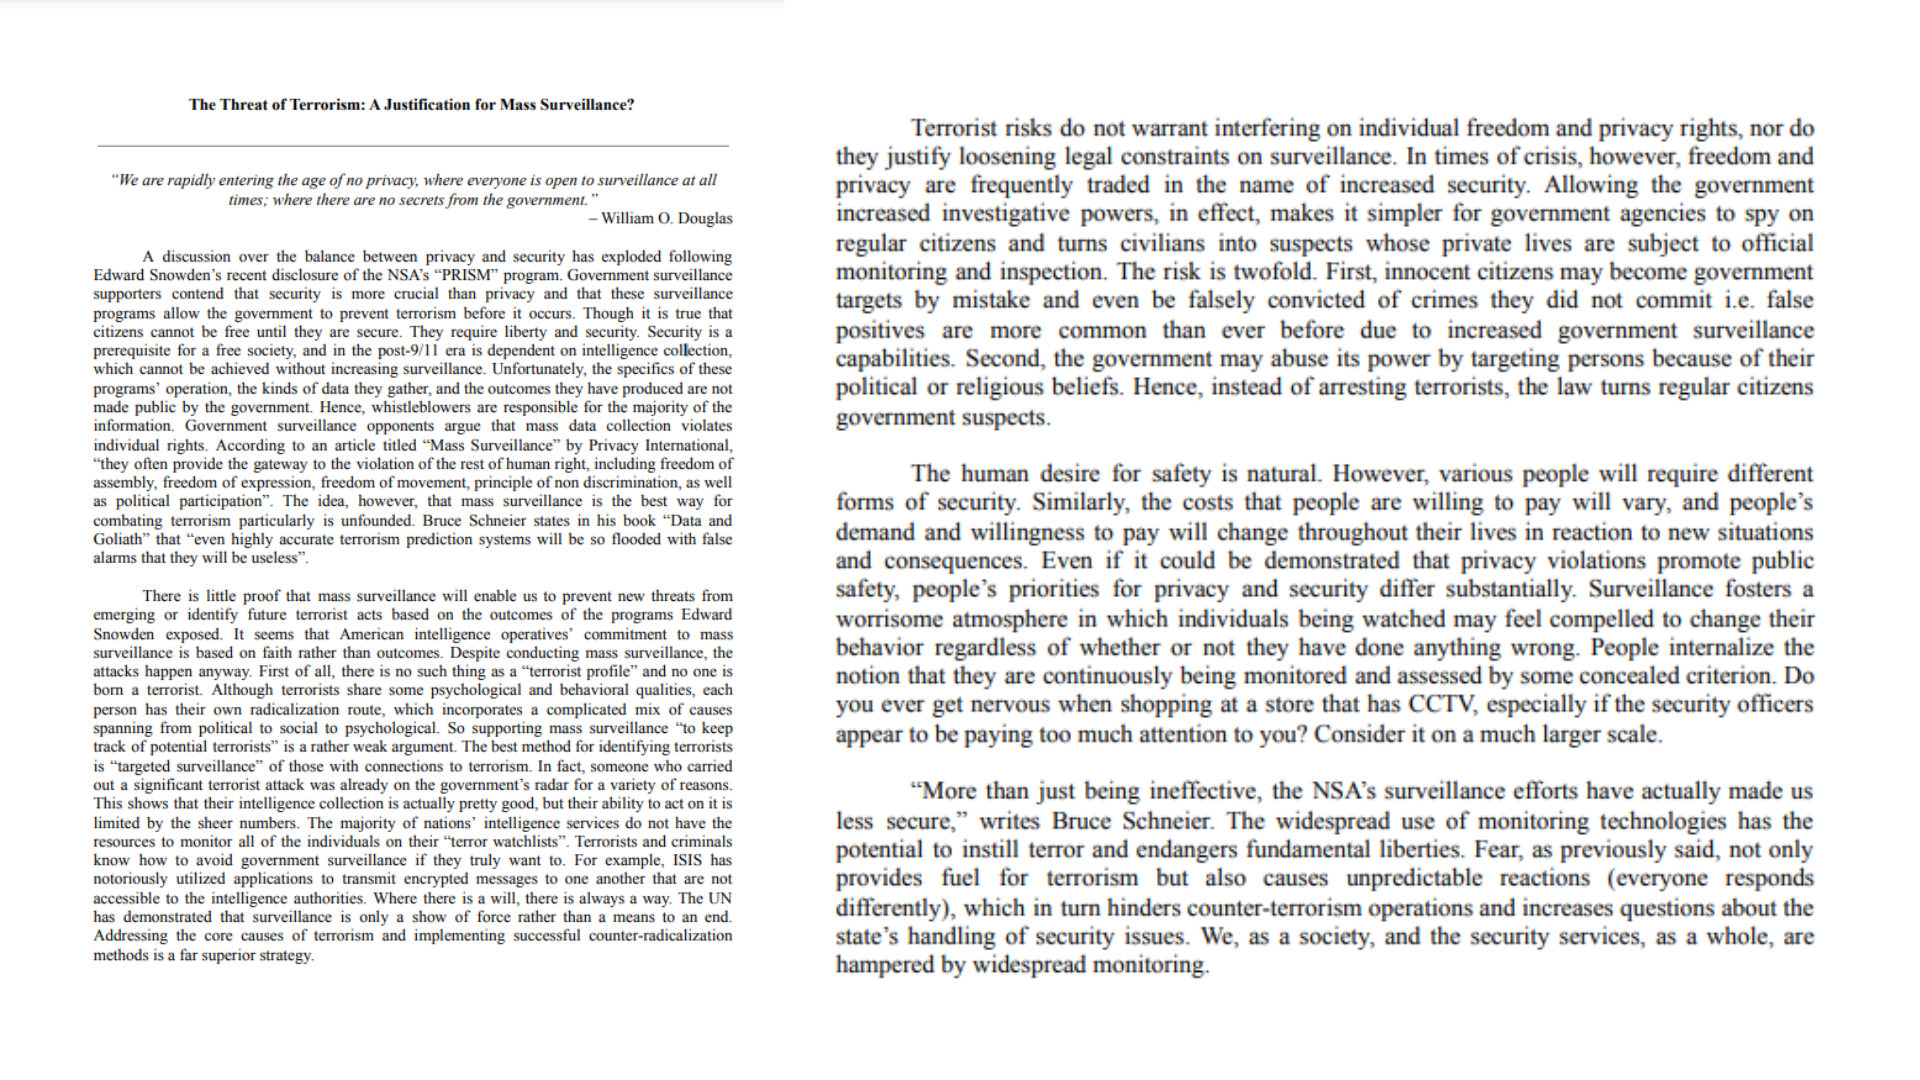 The Threat of Terrorism: A Justification for Mass Surveillance?
“We are rapidly entering the age of no privacy, where everyone is open to surveillance at all
times; where there are no secrets from the government.”
– William O. Douglas
A discussion over the balance between privacy and security has exploded following
Edward Snowden’s recent disclosure of the NSA’s “PRISM” program. Government surveillance
supporters contend that security is more crucial than privacy and that these surveillance
programs allow the government to prevent terrorism before it occurs. Though it is true that
citizens cannot be free until they are secure. They require liberty and security. Security is a
prerequisite for a free society, and in the post-9/11 era is dependent on intelligence collection,
which cannot be achieved without increasing surveillance. Unfortunately, the specifics of these
programs’ operation, the kinds of data they gather, and the outcomes they have produced are not
made public by the government. Hence, whistleblowers are responsible for the majority of the
information. Government surveillance opponents argue that mass data collection violates
individual rights. According to an article titled “Mass Surveillance” by Privacy International,
“they often provide the gateway to the violation of the rest of human right, including freedom of
assembly, freedom of expression, freedom of movement, principle of non discrimination, as well
as political participation”. The idea, however, that mass surveillance is the best way for
combating terrorism particularly is unfounded. Bruce Schneier states in his book “Data and
Goliath” that “even highly accurate terrorism prediction systems will be so flooded with false
alarms that they will be useless”.
There is little proof that mass surveillance will enable us to prevent new threats from
emerging or identify future terrorist acts based on the outcomes of the programs Edward
Snowden exposed. It seems that American intelligence operatives’ commitment to mass
surveillance is based on faith rather than outcomes. Despite conducting mass surveillance, the
attacks happen anyway. First of all, there is no such thing as a “terrorist profile” and no one is
born a terrorist. Although terrorists share some psychological and behavioral qualities, each
person has their own radicalization route, which incorporates a complicated mix of causes
spanning from political to social to psychological. So supporting mass surveillance “to keep
track of potential terrorists” is a rather weak argument. The best method for identifying terrorists
is “targeted surveillance” of those with connections to terrorism. In fact, someone who carried
out a significant terrorist attack was already on the government’s radar for a variety of reasons.
This shows that their intelligence collection is actually pretty good, but their ability to act on it is
limited by the sheer numbers. The majority of nations’ intelligence services do not have the
resources to monitor all of the individuals on their “terror watchlists”. Terrorists and criminals
know how to avoid government surveillance if they truly want to. For example, ISIS has
notoriously utilized applications to transmit encrypted messages to one another that are not
accessible to the intelligence authorities. Where there is a will, there is always a way. The UN
has demonstrated that surveillance is only a show of force rather than a means to an end.
Addressing the core causes of terrorism and implementing successful counter-radicalization
methods is a far superior strategy.
Terrorist risks do not warrant interfering on individual freedom and privacy rights, nor do
they justify loosening legal constraints on surveillance. In times of crisis, however, freedom and
privacy are frequently traded in the name of increased security. Allowing the government
increased investigative powers, in effect, makes it simpler for government agencies to spy on
regular citizens and turns civilians into suspects whose private lives are subject to official
monitoring and inspection. The risk is twofold. First, innocent citizens may become government
targets by mistake and even be falsely convicted of crimes they did not commit i.e. false
positives are more common than ever before due to increased government surveillance
capabilities. Second, the government may abuse its power by targeting persons because of their
political or religious beliefs. Hence, instead of arresting terrorists, the law turns regular citizens
government suspects.
The human desire for safety is natural. However, various people will require different
forms of security. Similarly, the costs that people are willing to pay will vary, and people’s
demand and willingness to pay will change throughout their lives in reaction to new situations
and consequences. Even if it could be demonstrated that privacy violations promote public
safety, people’s priorities for privacy and security differ substantially. Surveillance fosters a
worrisome atmosphere in which individuals being watched may feel compelled to change their
behavior regardless of whether or not they have done anything wrong. People internalize the
notion that they are continuously being monitored and assessed by some concealed criterion. Do
you ever get nervous when shopping at a store that has CCTV, especially if the security officers
appear to be paying too much attention to you? Consider it on a much larger scale.
“More than just being ineffective, the NSA’s surveillance efforts have actually made us
less secure,” writes Bruce Schneier. The widespread use of monitoring technologies has the
potential to instill terror and endangers fundamental liberties. Fear, as previously said, not only
provides fuel for terrorism but also causes unpredictable reactions (everyone responds
differently), which in turn hinders counter-terrorism operations and increases questions about the
state’s handling of security issues. We, as a society, and the security services, as a whole, are
hampered by widespread monitoring.